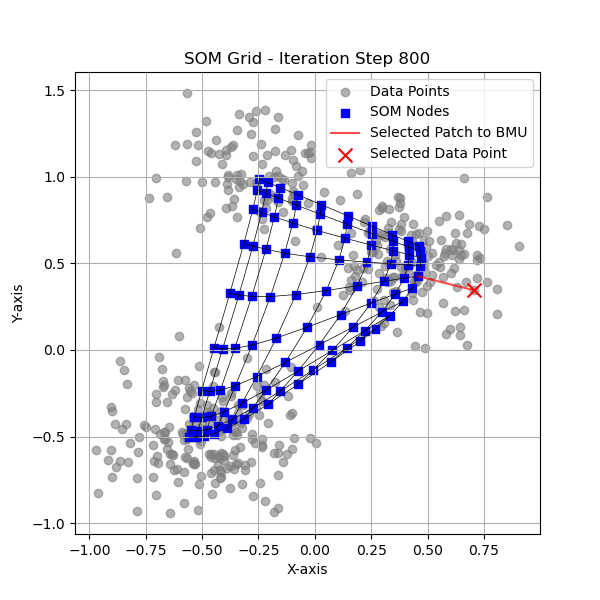 SOM Grid - Iteration Step 800
Data Points
SOM Nodes
Selected Patch to BMU
Selected Data Point
Y-axis
1.5
1.0
0.5
0.0
−0.5
−1.0
−1.00 −0.75 −0.50 −0.25 0.00 0.25 0.50 0.75
X-axis